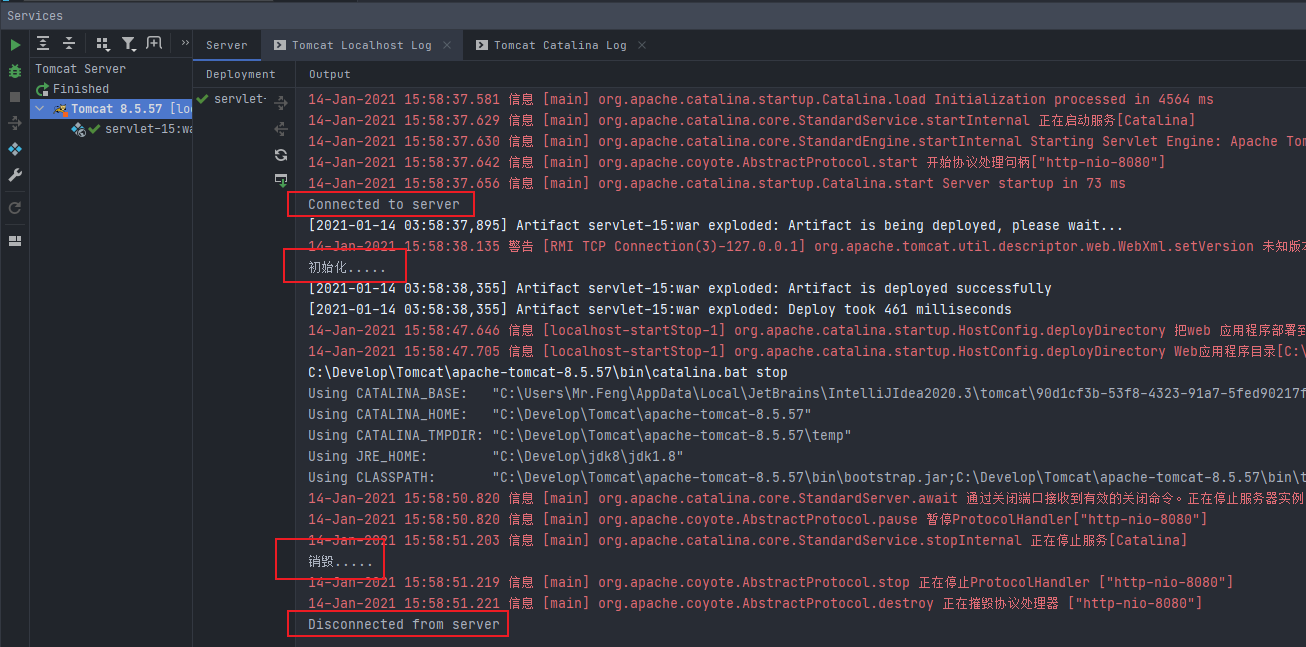 Services
Server
Tomcat Localhost Log
Tomcat Catalina Log
Tomcat Server
Finished
Tomcat 8.5.57 [lo
servlet-15:wa
Deployment
servlet-
Output
14-Jan-2021 15:58:37.581 信息 [main] org.apache.catalina.startup.Catalina.load Initialization processed in 4564 ms
14-Jan-2021 15:58:37.629 信息 [main] org.apache.catalina.core.StandardService.startInternal 正在启动服务[Catalina]
14-Jan-2021 15:58:37.630 信息 [main] org.apache.catalina.core.StandardEngine.startInternal Starting Servlet Engine: Apache Tom
14-Jan-2021 15:58:37.642 信息 [main] org.apache.coyote.AbstractProtocol.start 开始协议处理句柄["http-nio-8080"]
14-Jan-2021 15:58:37.656 信息 [main] org.apache.catalina.startup.Catalina.start Server startup in 73 ms
Connected to server
[2021-01-14 03:58:37,895] Artifact servlet-15:war exploded: Artifact is being deployed, please wait...
14-Jan-2021 15:58:38.135 警告 [RMI TCP Connection(3)-127.0.0.1] org.apache.tomcat.util.descriptor.web.WebXml.setVersion 未知版本
初始化.....
[2021-01-14 03:58:38,355] Artifact servlet-15:war exploded: Artifact is deployed successfully
[2021-01-14 03:58:38,355] Artifact servlet-15:war exploded: Deploy took 461 milliseconds
14-Jan-2021 15:58:47.646 信息 [localhost-startStop-1] org.apache.catalina.startup.HostConfig.deployDirectory 把web 应用程序部署到
14-Jan-2021 15:58:47.705 信息 [localhost-startStop-1] org.apache.catalina.startup.HostConfig.deployDirectory Web应用程序目录[C:\
C:\Develop\Tomcat\apache-tomcat-8.5.57\bin\catalina.bat stop
Using CATALINA_BASE:   "C:\Users\Mr.Feng\AppData\Local\JetBrains\IntelliJIdea2020.3\tomcat\90d1cf3b-53f8-4323-91a7-5fed90217f
Using CATALINA_HOME:   "C:\Develop\Tomcat\apache-tomcat-8.5.57"
Using CATALINA_TMPDIR: "C:\Develop\Tomcat\apache-tomcat-8.5.57\temp"
Using JRE_HOME:        "C:\Develop\jdk8\jdk1.8"
Using CLASSPATH:       "C:\Develop\Tomcat\apache-tomcat-8.5.57\bin\bootstrap.jar;C:\Develop\Tomcat\apache-tomcat-8.5.57\bin\t
14-Jan-2021 15:58:50.820 信息 [main] org.apache.catalina.core.StandardServer.await 通过关闭端口接收到有效的关闭命令。正在停止服务器实例
14-Jan-2021 15:58:50.820 信息 [main] org.apache.coyote.AbstractProtocol.pause 暂停ProtocolHandler["http-nio-8080"]
14-Jan-2021 15:58:51.203 信息 [main] org.apache.catalina.core.StandardService.stopInternal 正在停止服务[Catalina]
销毁.....
14-Jan-2021 15:58:51.219 信息 [main] org.apache.coyote.AbstractProtocol.stop 正在停止ProtocolHandler ["http-nio-8080"]
14-Jan-2021 15:58:51.221 信息 [main] org.apache.coyote.AbstractProtocol.destroy 正在摧毁协议处理器 ["http-nio-8080"]
Disconnected from server